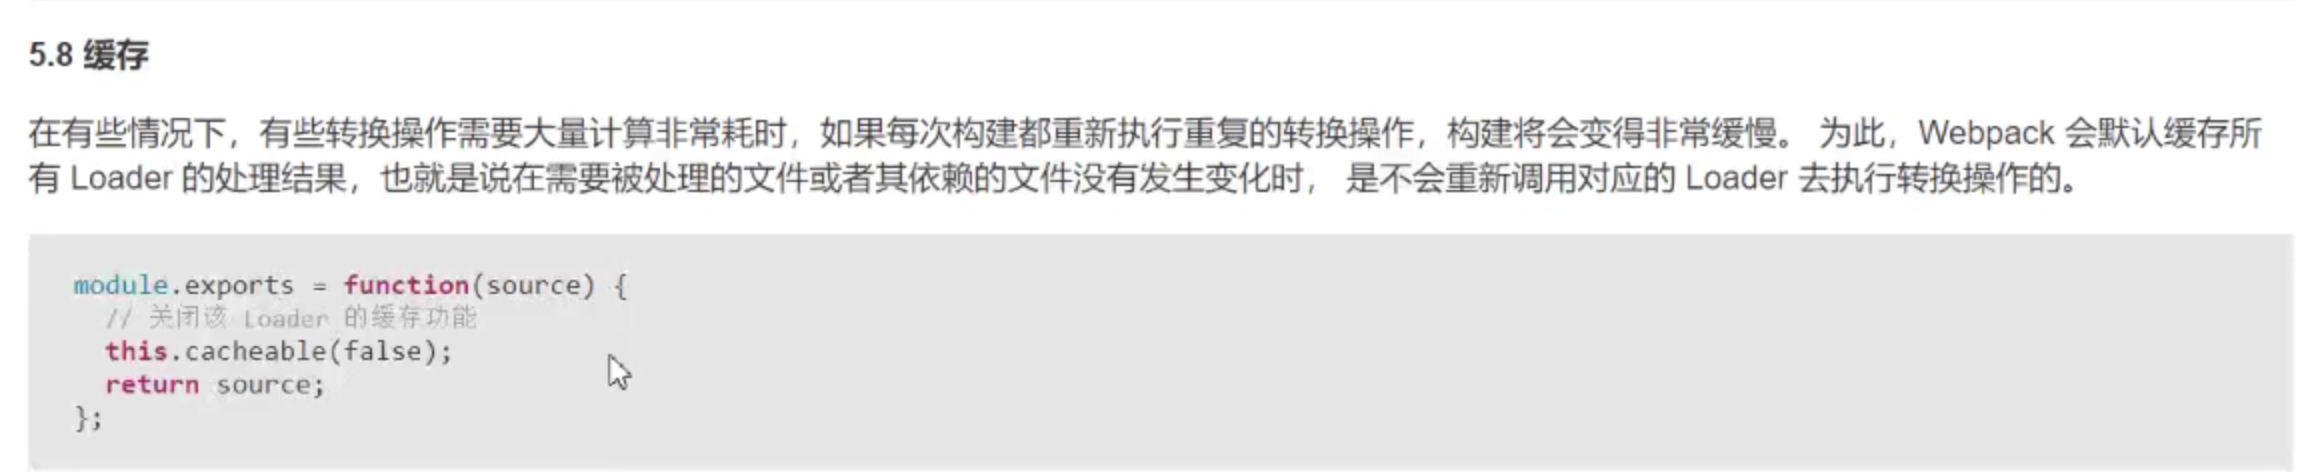 5.8 缓存
在有些情况下，有些转换操作需要大量计算非常耗时，如果每次构建都重新执行重复的转换操作，构建将会变得非常缓慢。 为此，Webpack 会默认缓存所
有 Loader 的处理结果，也就是说在需要被处理的文件或者其依赖的文件没有发生变化时， 是不会重新调用对应的 Loader 去执行转换操作的。
module.exports = function(source) {
  // 关闭该 Loader 的缓存功能
  this.cacheable(false);
  return source;
};